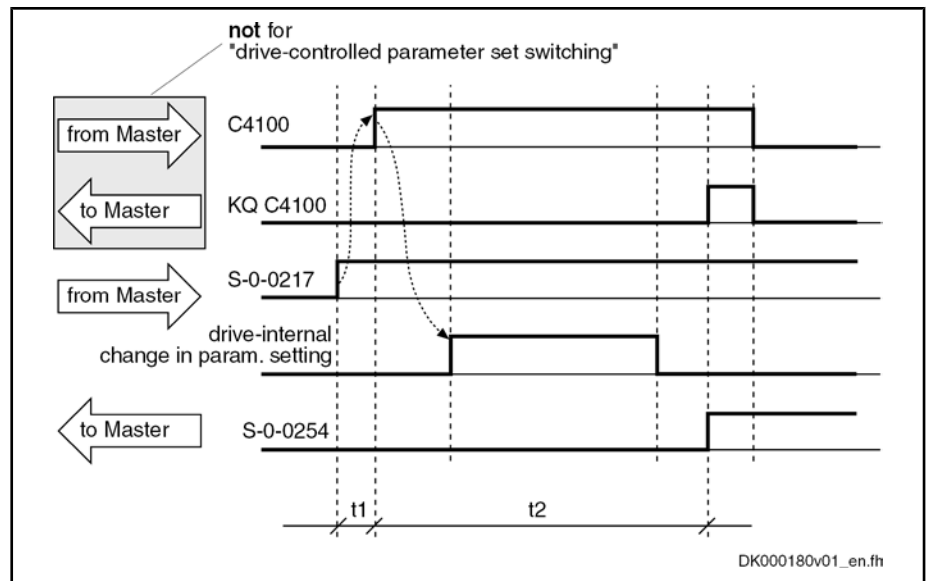 not for
"drive-controlled parameter set switching"
from Master
C4100
to Master
KQ C4100
from Master
S-0-0217
drive-internal
change in param. setting
to Master
S-0-0254
t1
t2
DK000180v01_en.fh